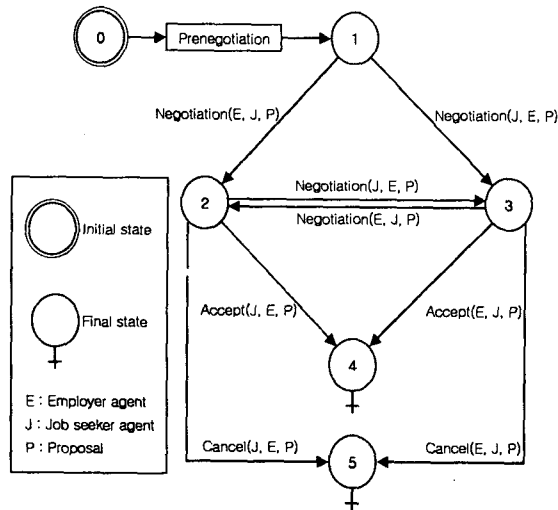 0
Prenegotiation
1
Negotiation(E, J, P)
Negotiation(J, E, P)
2
Negotiation(J, E, P)
Negotiation(E, J, P)
3
Initial state
Accept(J, E, P)
Accept(E, J, P)
Final state
4
E : Employer agent
J : Job seeker agent
P : Proposal
Cancel(J, E, P)
5
Cancel(E, J, P)